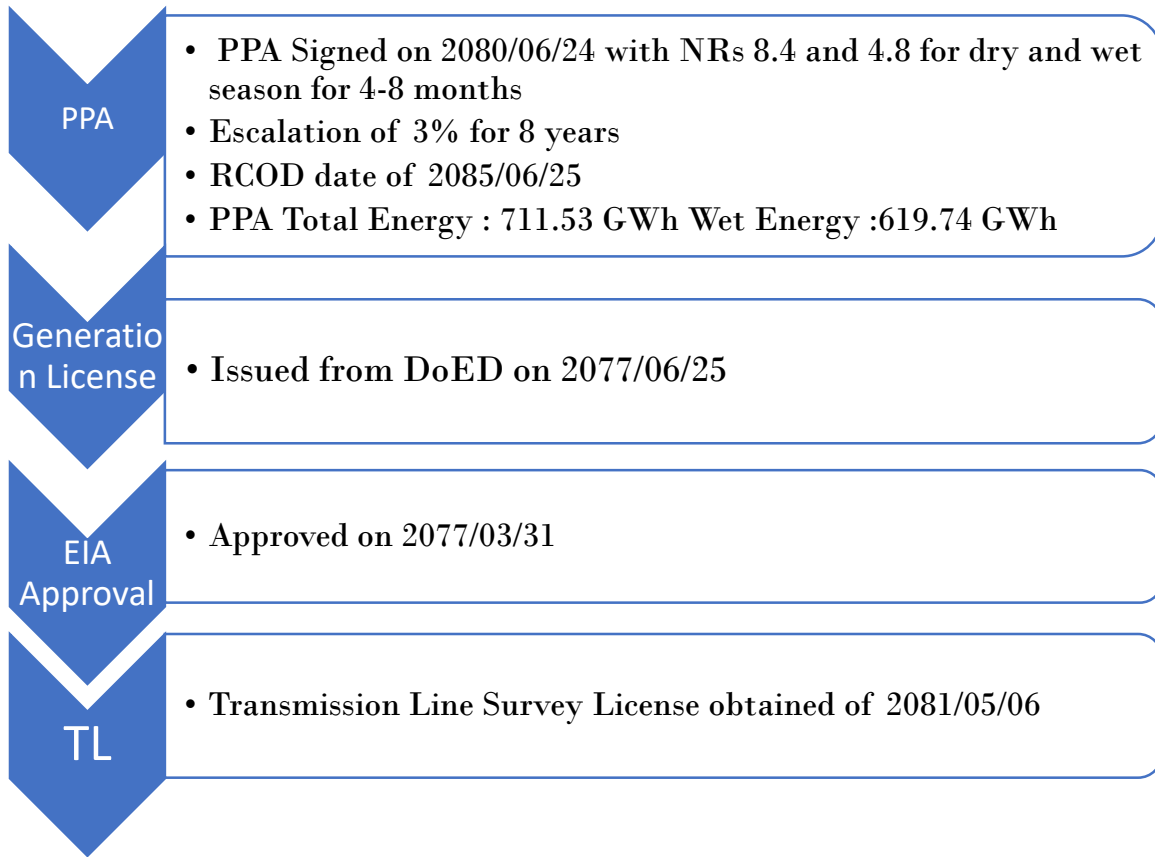 PPA
• PPA Signed on 2080/06/24 with NRs 8.4 and 4.8 for dry and wet
season for 4-8 months
• Escalation of 3% for 8 years
• RCOD date of 2085/06/25
• PPA Total Energy : 711.53 GWh Wet Energy :619.74 GWh
Generatio
n License
• Issued from DoED on 2077/06/25
EIA
Approval
• Approved on 2077/03/31
TL
• Transmission Line Survey License obtained of 2081/05/06